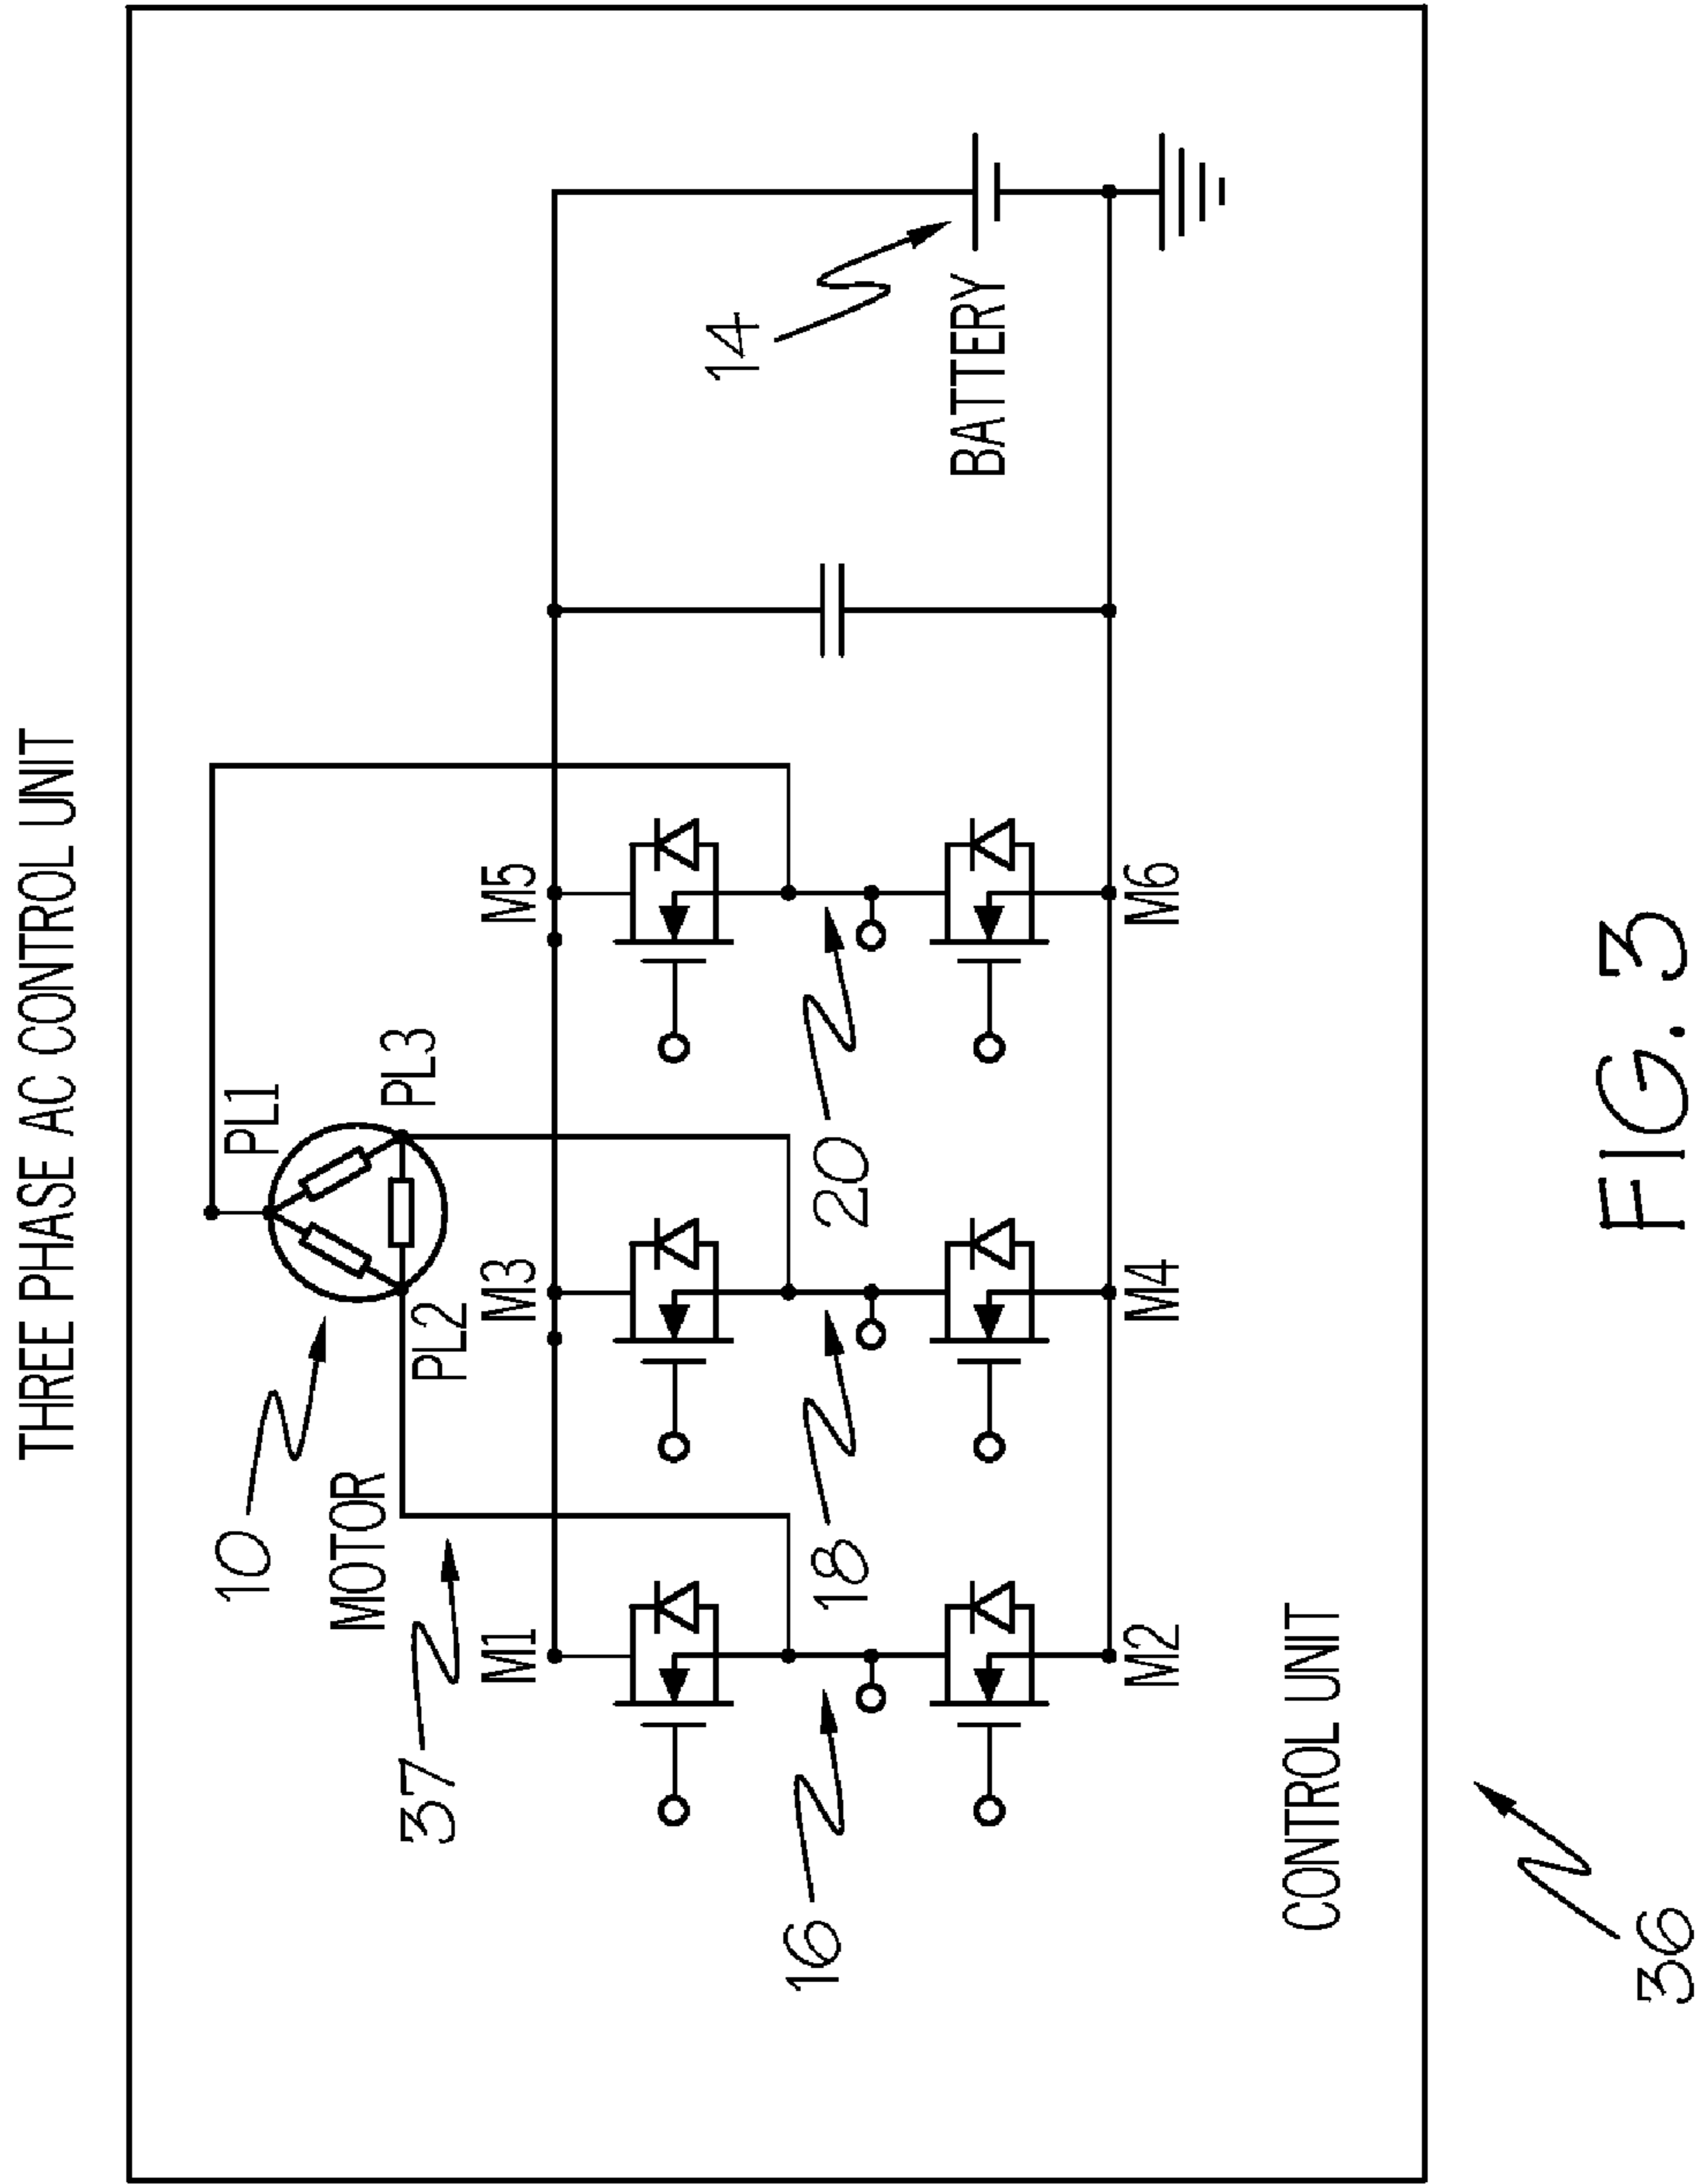 THREE PHASE AC CONTROL UNIT
PL1
10
PL3
MOTOR
PL2
37
M1
M3
M5
14
16
18
20
BATTERY
M2
M4
M6
CONTROL UNIT
36
FIG. 3